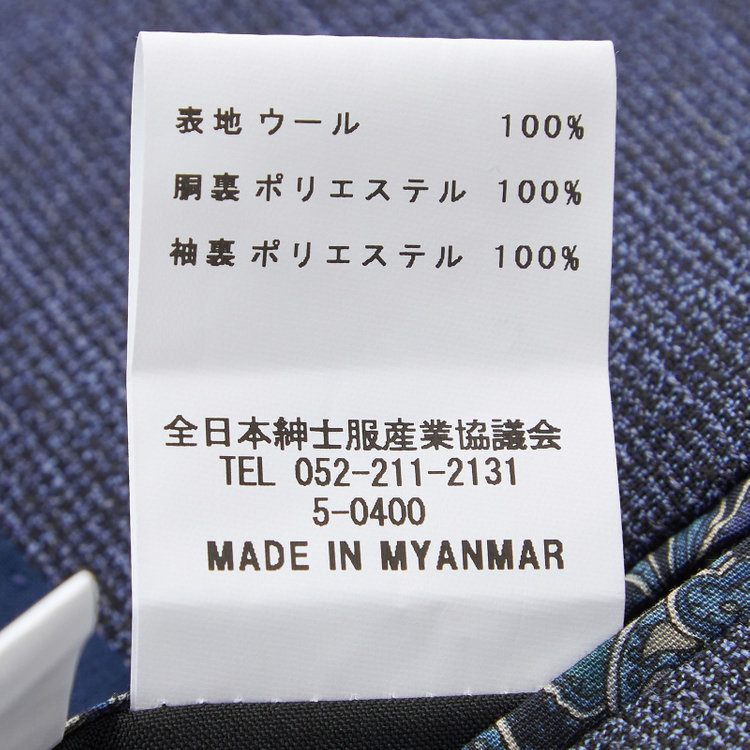 表地 ウール 100%
胴裏 ポリエステル 100%
袖裏 ポリエステル 100%
全日本紳士服産業協議会
TEL 052-211-2131
5-0400
MADE IN MYANMAR